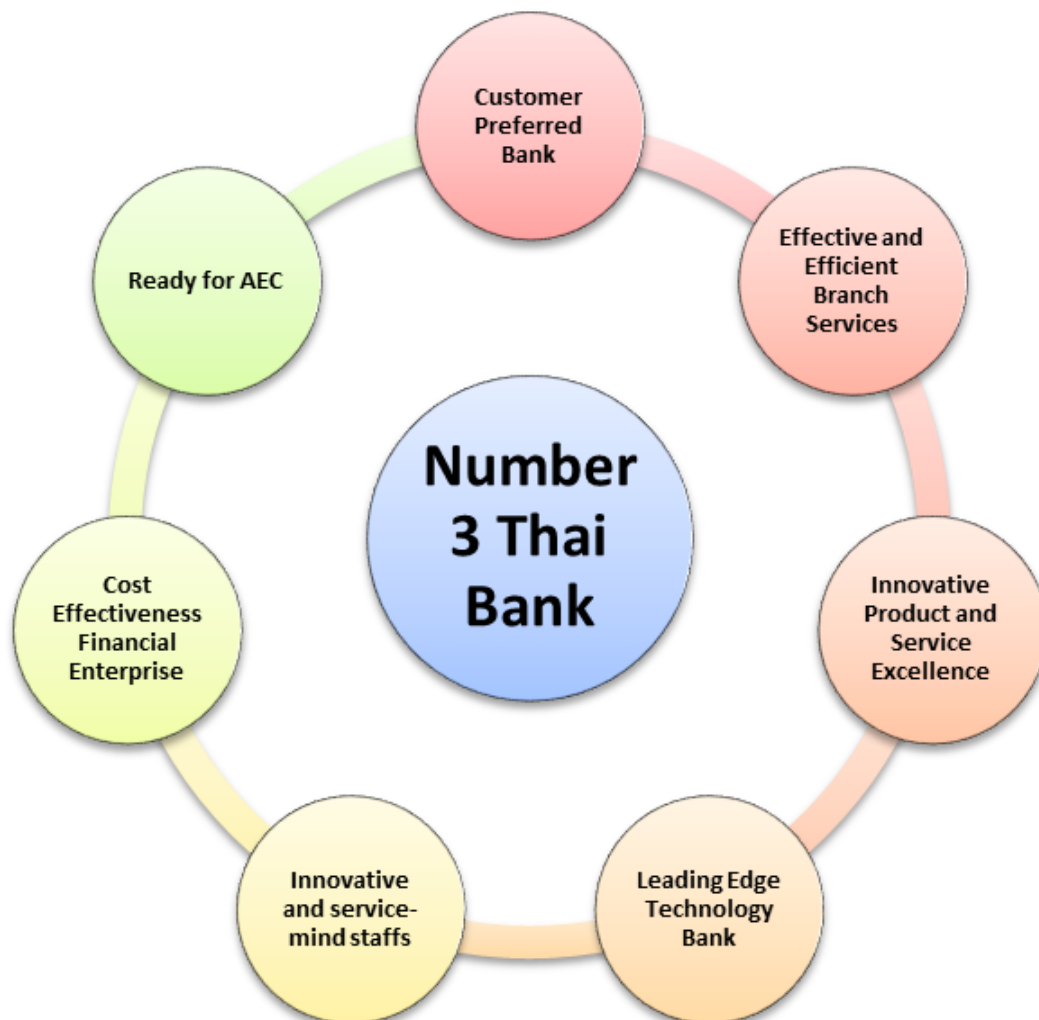 Customer
Preferred
Bank
Effective and
Efficient
Branch
Services
Ready for AEC
Number
3 Thai
Bank
Innovative
Product and
Service
Excellence
Cost
Effectiveness
Financial
Enterprise
Leading Edge
Technology
Bank
Innovative
and service-
mind staffs